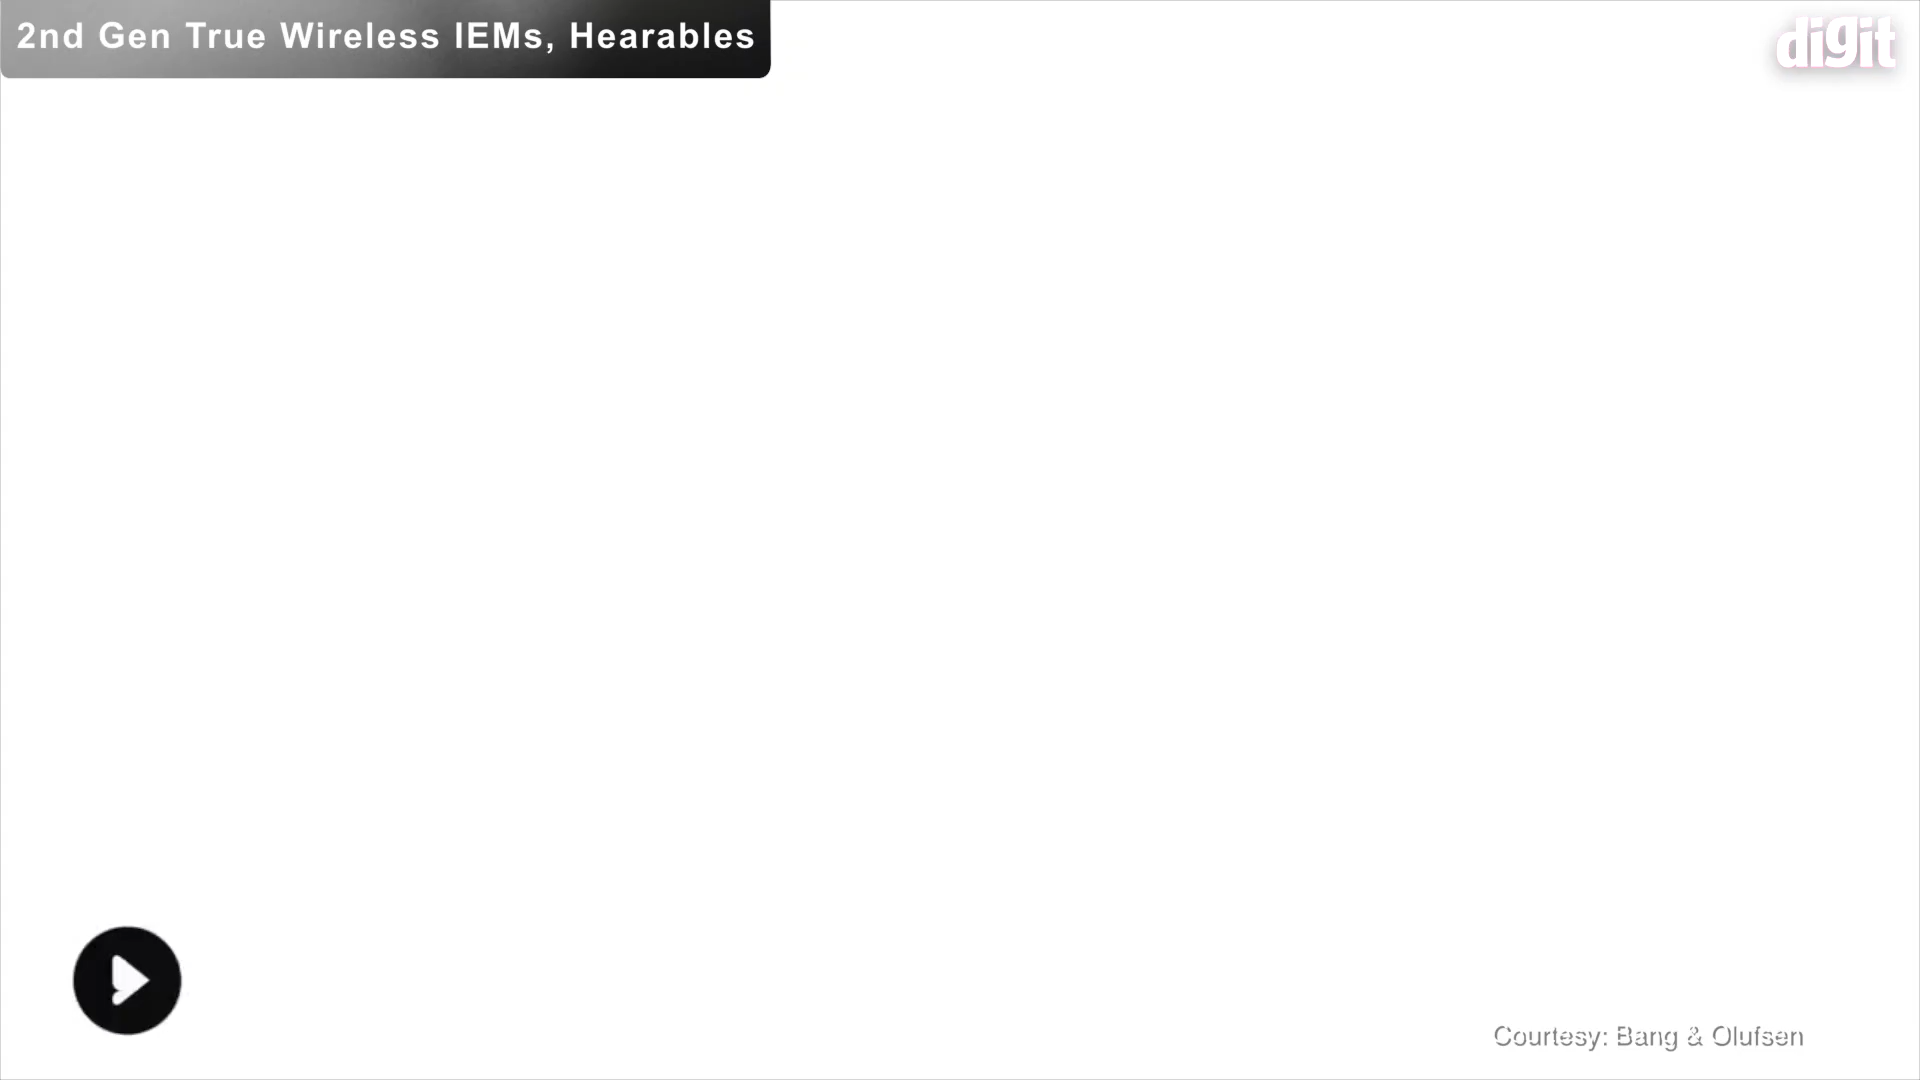 2nd Gen True Wireless IEMs, Hearables
digit
Courtesy: Bang & Olufsen